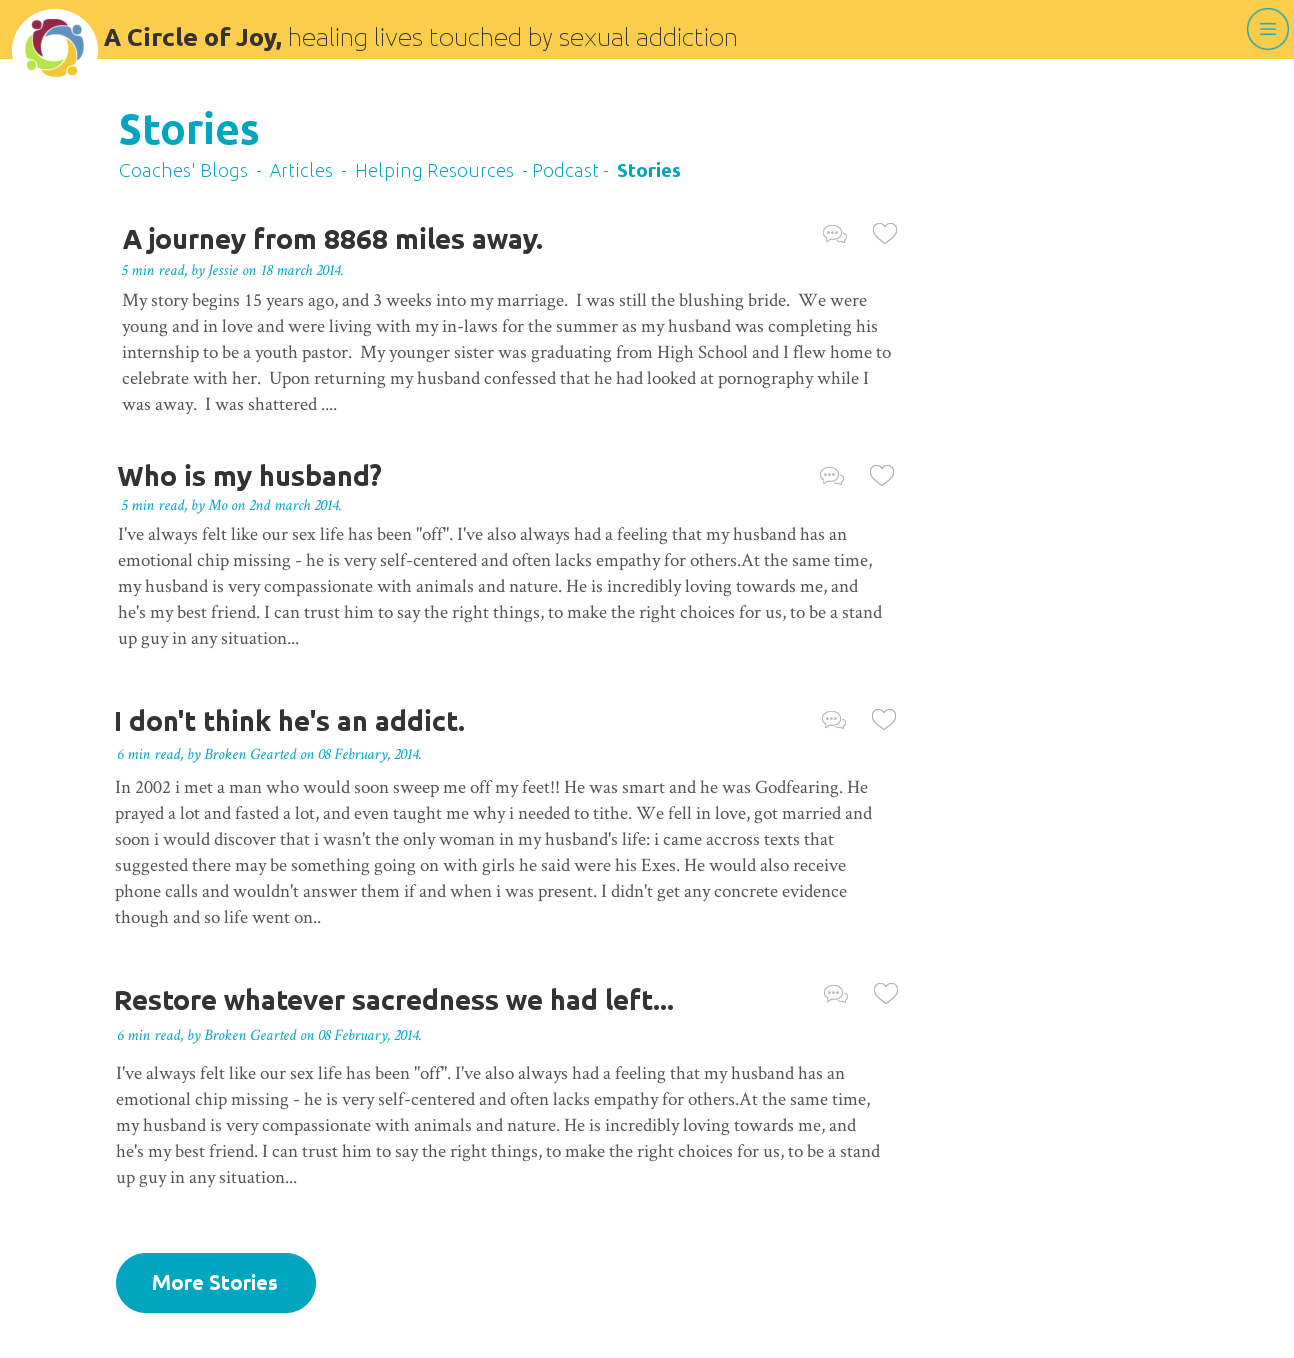 A Circle of Joy, healing lives touched by sexual addiction
Stories
Coaches' Blogs - Articles - Helping Resources - Podcast - Stories
A journey from 8868 miles away.
5 min read, by Jessie on 18 march 2014.
My story begins 15 years ago, and 3 weeks into my marriage. I was still the blushing bride. We were
young and in love and were living with my in-laws for the summer as my husband was completing his
internship to be a youth pastor. My younger sister was graduating from High School and I flew home to
celebrate with her. Upon returning my husband confessed that he had looked at pornography while I
was away. I was shattered ....
Who is my husband?
5 min read, by Mo on 2nd march 2014.
I've always felt like our sex life has been "off". I've also always had a feeling that my husband has an
emotional chip missing - he is very self-centered and often lacks empathy for others.At the same time,
my husband is very compassionate with animals and nature. He is incredibly loving towards me, and
he's my best friend. I can trust him to say the right things, to make the right choices for us, to be a stand
up guy in any situation...
I don't think he's an addict.
6 min read, by Broken Gearted on 08 February, 2014.
In 2002 i met a man who would soon sweep me off my feet!! He was smart and he was Godfearing. He
prayed a lot and fasted a lot, and even taught me why i needed to tithe. We fell in love, got married and
soon i would discover that i wasn't the only woman in my husband's life: i came accross texts that
suggested there may be something going on with girls he said were his Exes. He would also receive
phone calls and wouldn't answer them if and when i was present. I didn't get any concrete evidence
though and so life went on..
Restore whatever sacredness we had left...
6 min read, by Broken Gearted on 08 February, 2014.
I've always felt like our sex life has been "off". I've also always had a feeling that my husband has an
emotional chip missing - he is very self-centered and often lacks empathy for others.At the same time,
my husband is very compassionate with animals and nature. He is incredibly loving towards me, and
he's my best friend. I can trust him to say the right things, to make the right choices for us, to be a stand
up guy in any situation...
More Stories